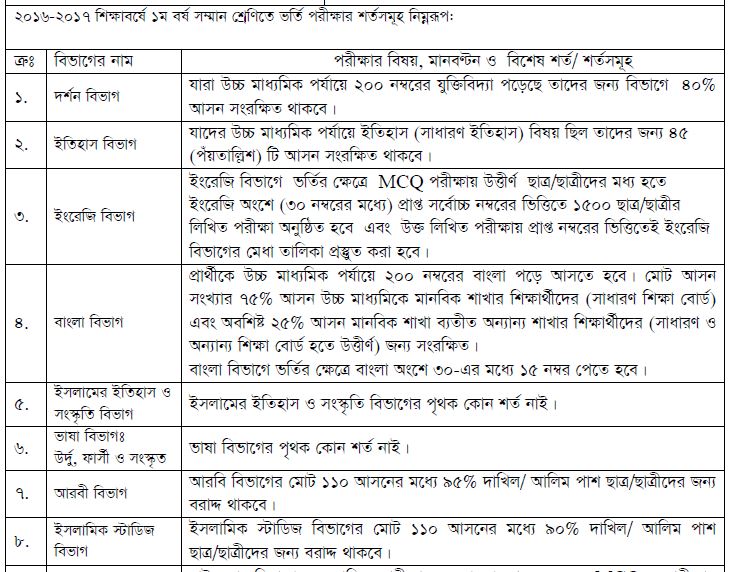 ২০১৬-২০১৭ শিক্ষাবর্ষে ১ম বর্ষ সম্মান শ্রেণিতে ভর্তি পরীক্ষার শর্তসমূহ নিম্নরূপঃ
ক্রঃ বিভাগের নাম পরীক্ষার বিষয়, মানবণ্টন ও বিশেষ শর্ত/ শর্তসমূহ
১. দর্শন বিভাগ যারা উচ্চ মাধ্যমিক পর্যায়ে ২০০ নম্বরের যুক্তিবিদ্যা পড়েছে তাদের জন্য বিভাগে ৪০%
আসন সংরক্ষিত থাকবে।
২. ইতিহাস বিভাগ যাদের উচ্চ মাধ্যমিক পর্যায়ে ইতিহাস (সাধারণ ইতিহাস) বিষয় ছিল তাদের জন্য ৪৫
(পঁয়তাল্লিশ) টি আসন সংরক্ষিত থাকবে।
৩. ইংরেজি বিভাগ ইংরেজি বিভাগে ভর্তির ক্ষেত্রে MCQ পরীক্ষায় উত্তীর্ণ ছাত্র/ছাত্রীদের মধ্য হতে
ইংরেজি অংশে (৩০ নম্বরের মধ্যে) প্রাপ্ত সর্বোচ্চ নম্বরের ভিত্তিতে ১৫০০ ছাত্র/ছাত্রীর
লিখিত পরীক্ষা অনুষ্ঠিত হবে এবং উক্ত লিখিত পরীক্ষায় প্রাপ্ত নম্বরের ভিত্তিতেই ইংরেজি
বিভাগের মেধা তালিকা প্রস্তুত করা হবে।
৪. বাংলা বিভাগ প্রার্থীকে উচ্চ মাধ্যমিক পর্যায়ে ২০০ নম্বরের বাংলা পড়ে আসতে হবে। মোট আসন
সংখ্যার ৭৫% আসন উচ্চ মাধ্যমিকে মানবিক শাখার শিক্ষার্থীদের (সাধারণ শিক্ষা বোর্ড)
এবং অবশিষ্ট ২৫% আসন মানবিক শাখা ব্যতীত অন্যান্য শাখার শিক্ষার্থীদের (সাধারণ ও
অন্যান্য শিক্ষা বোর্ড হতে উত্তীর্ণ) জন্য সংরক্ষিত।
বাংলা বিভাগে ভর্তির ক্ষেত্রে বাংলা অংশে ৩০-এর মধ্যে ১৫ নম্বর পেতে হবে।
৫. ইসলামের ইতিহাস ও
সংস্কৃতি বিভাগ ইসলামের ইতিহাস ও সংস্কৃতি বিভাগের পৃথক কোন শর্ত নাই।
৬. ভাষা বিভাগঃ
উর্দু, ফার্সী ও সংস্কৃত ভাষা বিভাগের পৃথক কোন শর্ত নাই।
৭. আরবী বিভাগ আরবি বিভাগের মোট ১১০ আসনের মধ্যে ৯৫% দাখিল/ আলিম পাশ ছাত্র/ছাত্রীদের জন্য
বরাদ্দ থাকবে।
৮. ইসলামিক স্টাডিজ
বিভাগ ইসলামিক স্টাডিজ বিভাগের মোট ১১০ আসনের মধ্যে ৯০% দাখিল/ আলিম পাশ
ছাত্র/ছাত্রীদের জন্য বরাদ্দ থাকবে।